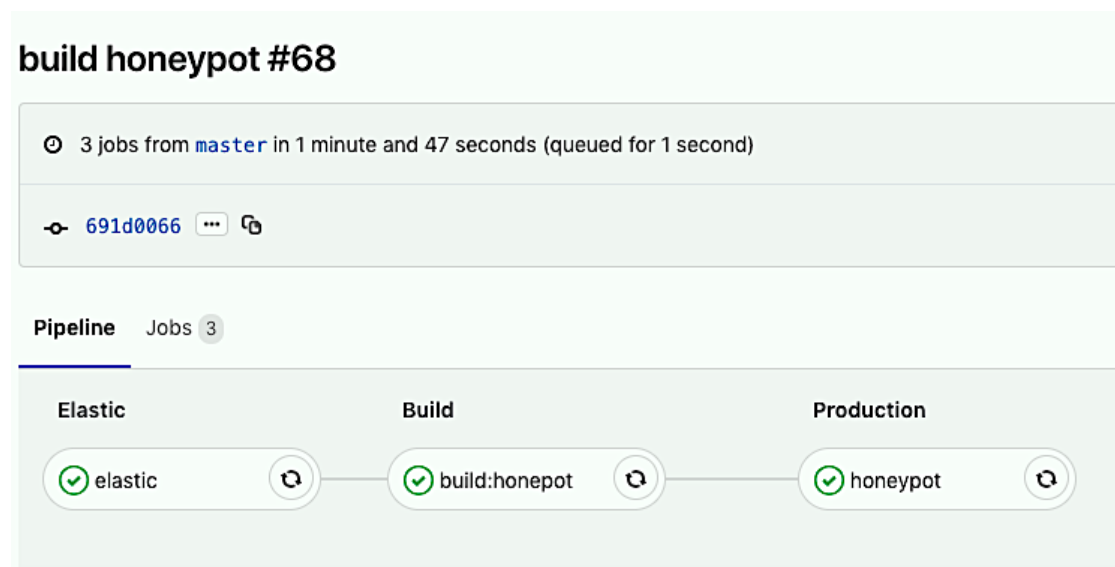 build honeypot #68
3 jobs from master in 1 minute and 47 seconds (queued for 1 second)
691d0066 ...
Pipeline Jobs 3
Elastic Build Production
elastic build:honepot honeypot